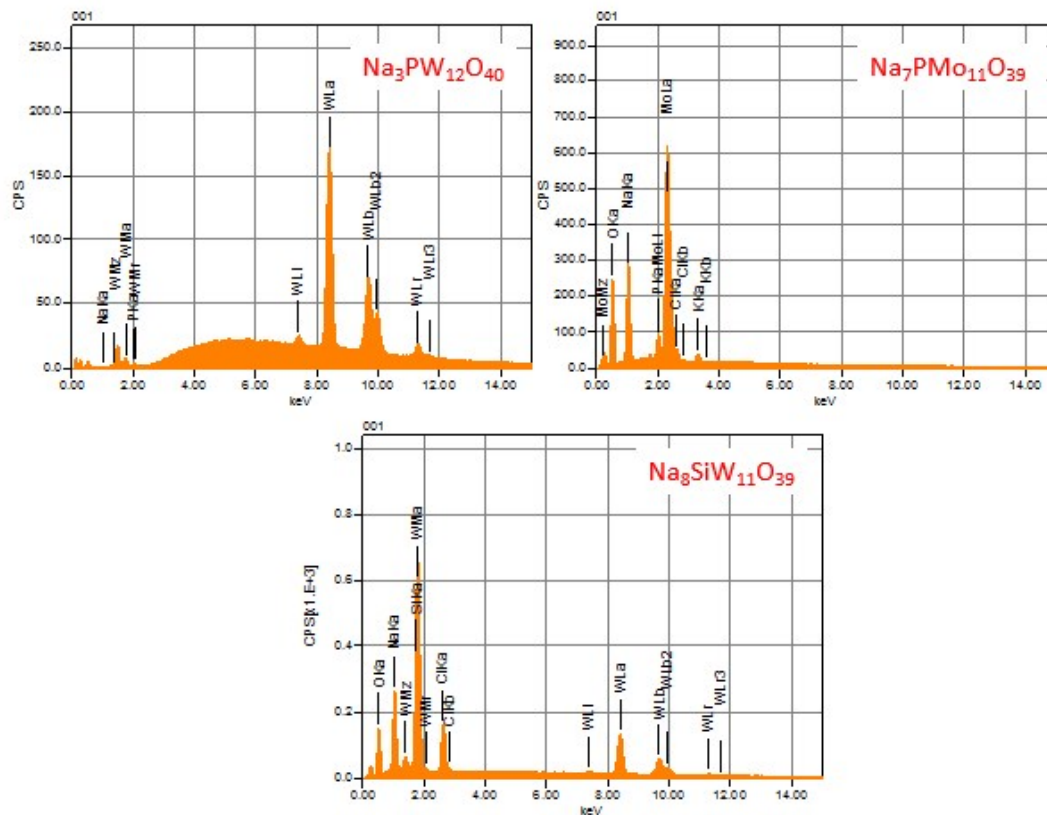 001
Na₃PW₁₂O₄₀
CPS
250.0
200.0
150.0
100.0
50.0
0.0
NaKa
WMz
WMa
PKa
WMr
WLl
WLa
WLb
WLb2
WLr
WLr3
0.00 2.00 4.00 6.00 8.00 10.00 12.00 14.00
keV
001
Na₇PMo₁₁O₃₉
CPS
900.0
800.0
700.0
600.0
500.0
400.0
300.0
200.0
100.0
0.0
MoMz
OKa
NaKa
PKa
MoLl
MoLa
ClKa
ClKb
KKa
KKb
0.00 2.00 4.00 6.00 8.00 10.00 12.00 14.00
keV
001
Na₈SiW₁₁O₃₉
CPS[x1.E+3]
1.0
0.8
0.6
0.4
0.2
0.0
OKa
NaKa
WMz
SiKa
WMa
WMr
ClKa
ClKb
WLl
WLa
WLb
WLb2
WLr
WLr3
0.00 2.00 4.00 6.00 8.00 10.00 12.00 14.00
keV